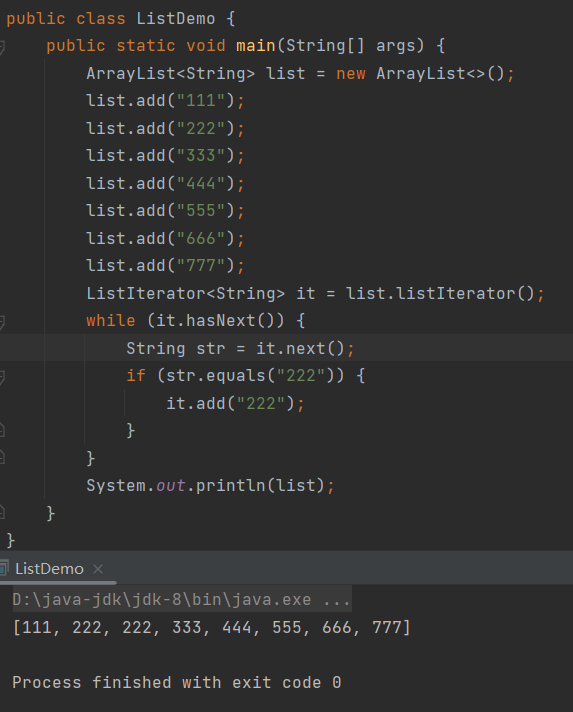 public class ListDemo {
    public static void main(String[] args) {
        ArrayList<String> list = new ArrayList<>();
        list.add("111");
        list.add("222");
        list.add("333");
        list.add("444");
        list.add("555");
        list.add("666");
        list.add("777");
        ListIterator<String> it = list.listIterator();
        while (it.hasNext()) {
            String str = it.next();
            if (str.equals("222")) {
                it.add("222");
            }
        }
        System.out.println(list);
    }
}
ListDemo ×
D:\java-jdk\jdk-8\bin\java.exe ...
[111, 222, 222, 333, 444, 555, 666, 777]
Process finished with exit code 0